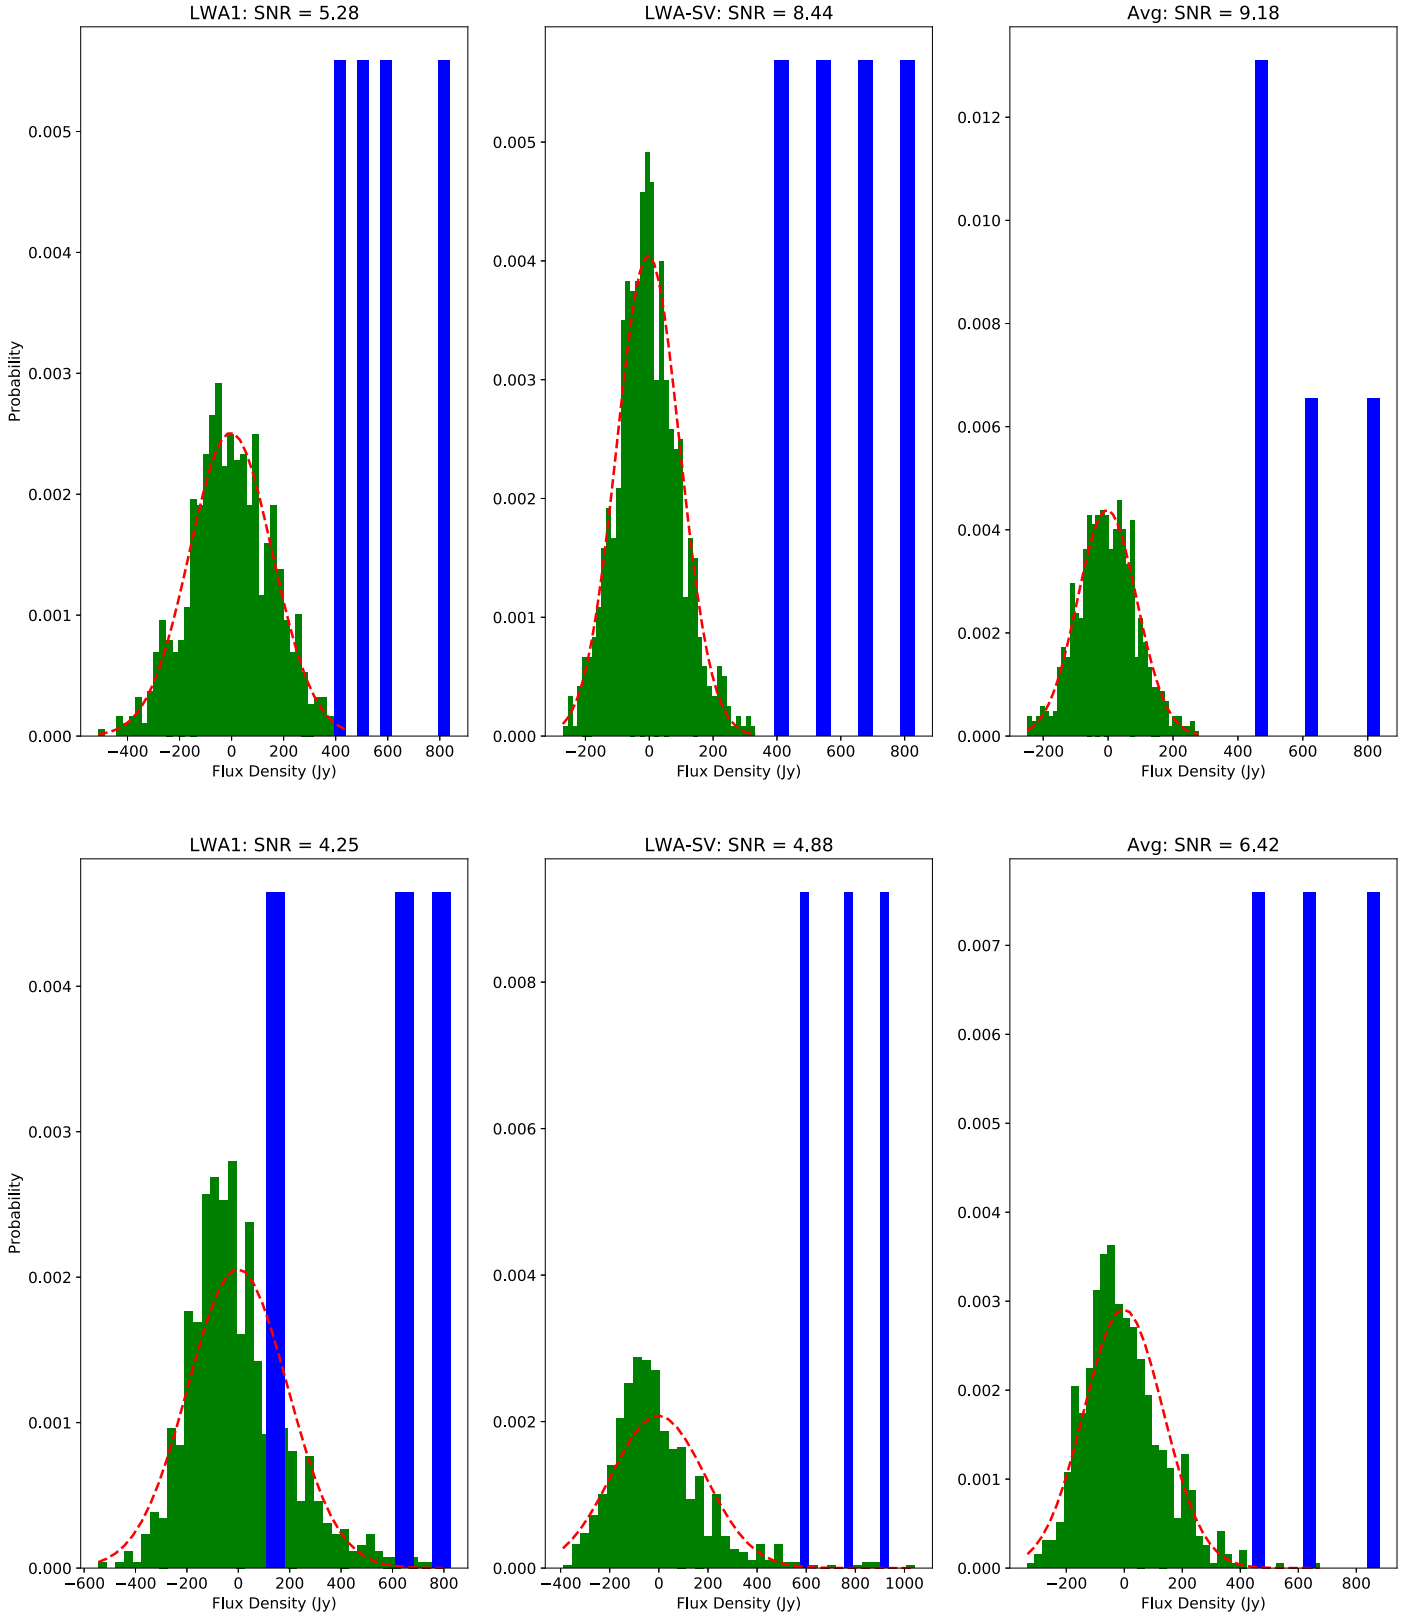 LWA1: SNR = 5.28
LWA-SV: SNR = 8.44
Avg: SNR = 9.18
0.005
0.004
0.003
0.002
0.001
0.000
Probability
−400 −200 0 200 400 600 800
Flux Density (Jy)
0.005
0.004
0.003
0.002
0.001
0.000
−200 0 200 400 600 800
Flux Density (Jy)
0.012
0.010
0.008
0.006
0.004
0.002
0.000
−200 0 200 400 600 800
Flux Density (Jy)
LWA1: SNR = 4.25
LWA-SV: SNR = 4.88
Avg: SNR = 6.42
0.004
0.003
0.002
0.001
0.000
Probability
−600 −400 −200 0 200 400 600 800
Flux Density (Jy)
0.008
0.006
0.004
0.002
0.000
−400 −200 0 200 400 600 800 1000
Flux Density (Jy)
0.007
0.006
0.005
0.004
0.003
0.002
0.001
0.000
−200 0 200 400 600 800
Flux Density (Jy)